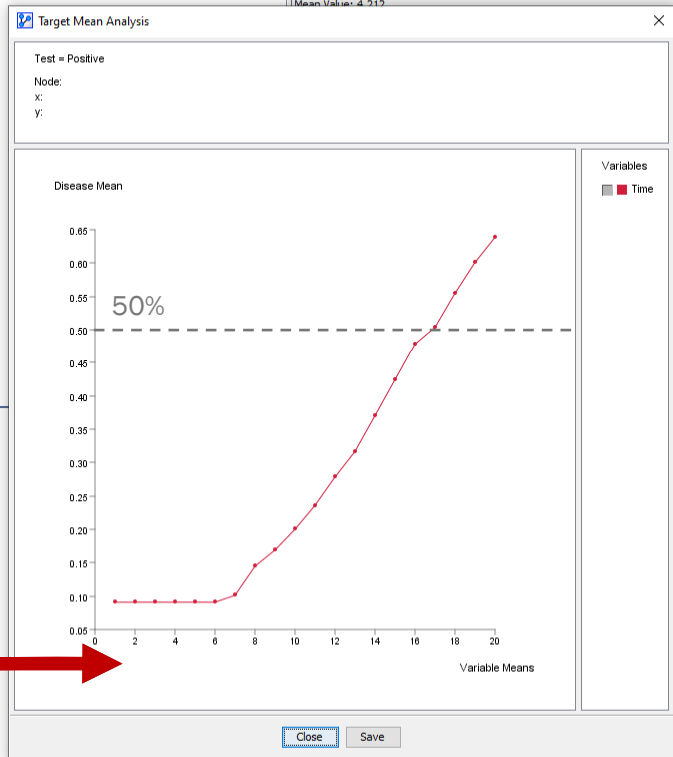 Mean Value: 4.212
Target Mean Analysis
Test = Positive
Node:
x:
y:
Disease Mean
Variables
Time
0.65
0.60
0.55
50%
0.50
0.45
0.40
0.35
0.30
0.25
0.20
0.15
0.10
0.05
0 2 4 6 8 10 12 14 16 18 20
Variable Means
Close Save